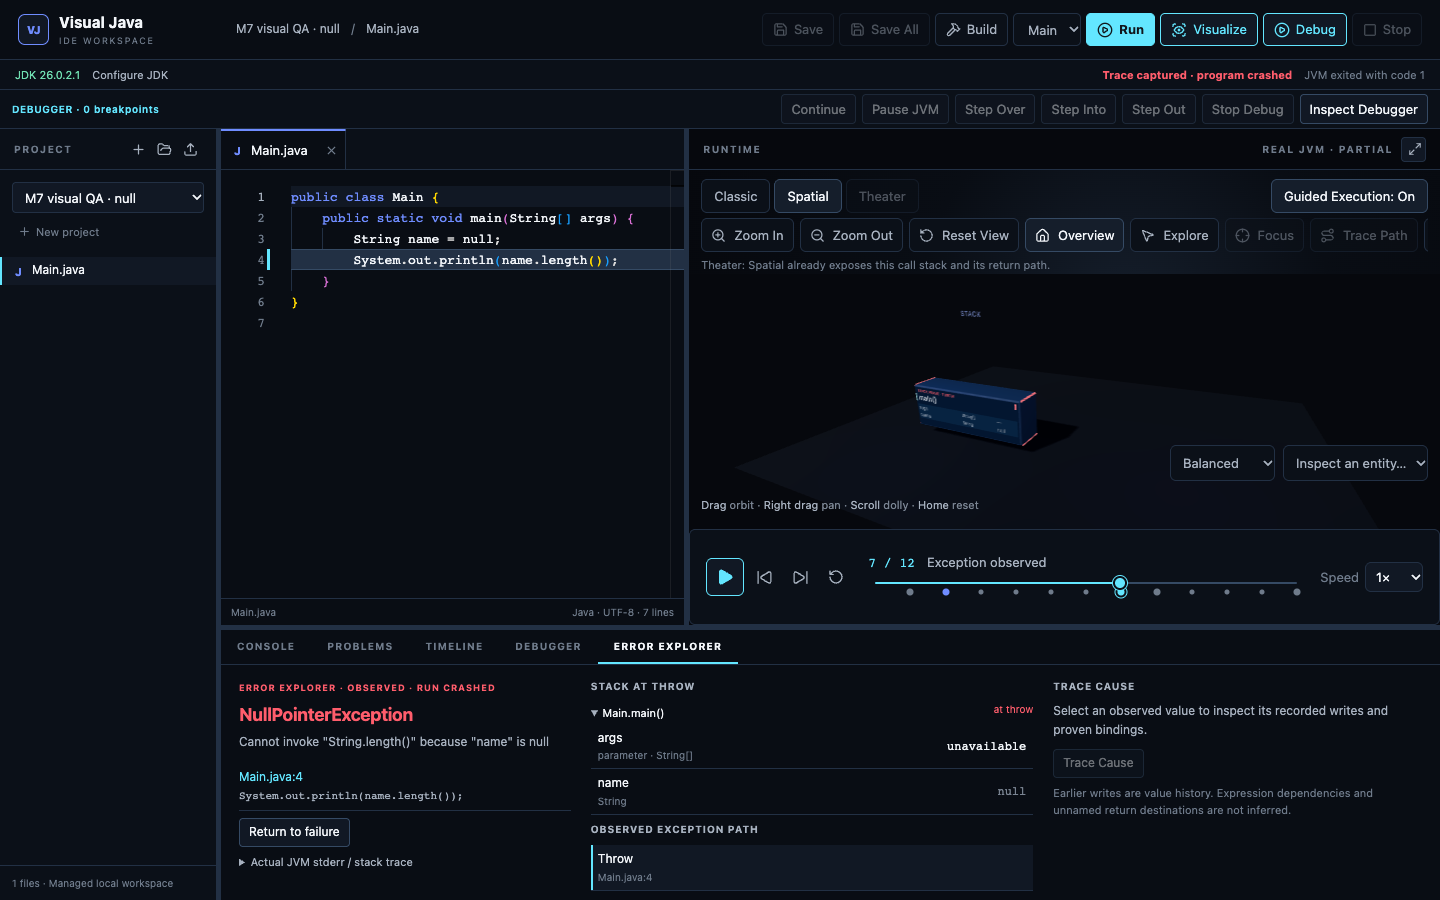 VJ
Visual Java
IDE WORKSPACE
M7 visual QA · null / Main.java
Save
Save All
Build
Main
Run
Visualize
Debug
Stop
JDK 26.0.2.1 Configure JDK
Trace captured · program crashed JVM exited with code 1
DEBUGGER · 0 breakpoints
Continue
Pause JVM
Step Over
Step Into
Step Out
Stop Debug
Inspect Debugger
PROJECT
M7 visual QA · null
New project
J Main.java
1 files · Managed local workspace
J Main.java
1 public class Main {
2 public static void main(String[] args) {
3 String name = null;
4 System.out.println(name.length());
5 }
6 }
7
Main.java
Java · UTF-8 · 7 lines
RUNTIME
REAL JVM · PARTIAL
Classic
Spatial
Theater
Guided Execution: On
Zoom In
Zoom Out
Reset View
Overview
Explore
Focus
Trace Path
Theater: Spatial already exposes this call stack and its return path.
STACK
main()
Balanced
Inspect an entity...
Drag orbit · Right drag pan · Scroll dolly · Home reset
7 / 12 Exception observed
Speed 1×
CONSOLE
PROBLEMS
TIMELINE
DEBUGGER
ERROR EXPLORER
ERROR EXPLORER · OBSERVED · RUN CRASHED
NullPointerException
Cannot invoke "String.length()" because "name" is null
Main.java:4
System.out.println(name.length());
Return to failure
Actual JVM stderr / stack trace
STACK AT THROW
Main.main() at throw
args
parameter · String[]
unavailable
name
String
null
OBSERVED EXCEPTION PATH
Throw
Main.java:4
TRACE CAUSE
Select an observed value to inspect its recorded writes and
proven bindings.
Trace Cause
Earlier writes are value history. Expression dependencies and
unnamed return destinations are not inferred.